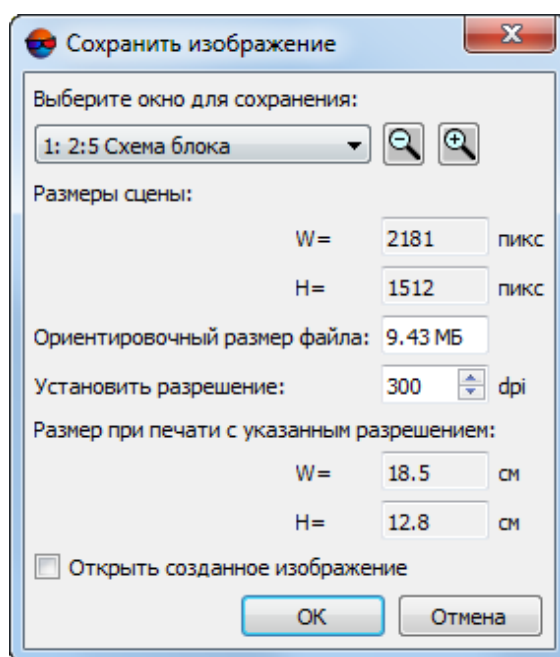 Сохранить изображение
Выберите окно для сохранения:
1: 2:5 Схема блока
Размеры сцены:
W= 2181 пикс
H= 1512 пикс
Ориентировочный размер файла: 9.43 МБ
Установить разрешение: 300 dpi
Размер при печати с указанным разрешением:
W= 18.5 см
H= 12.8 см
Открыть созданное изображение
OK Отмена